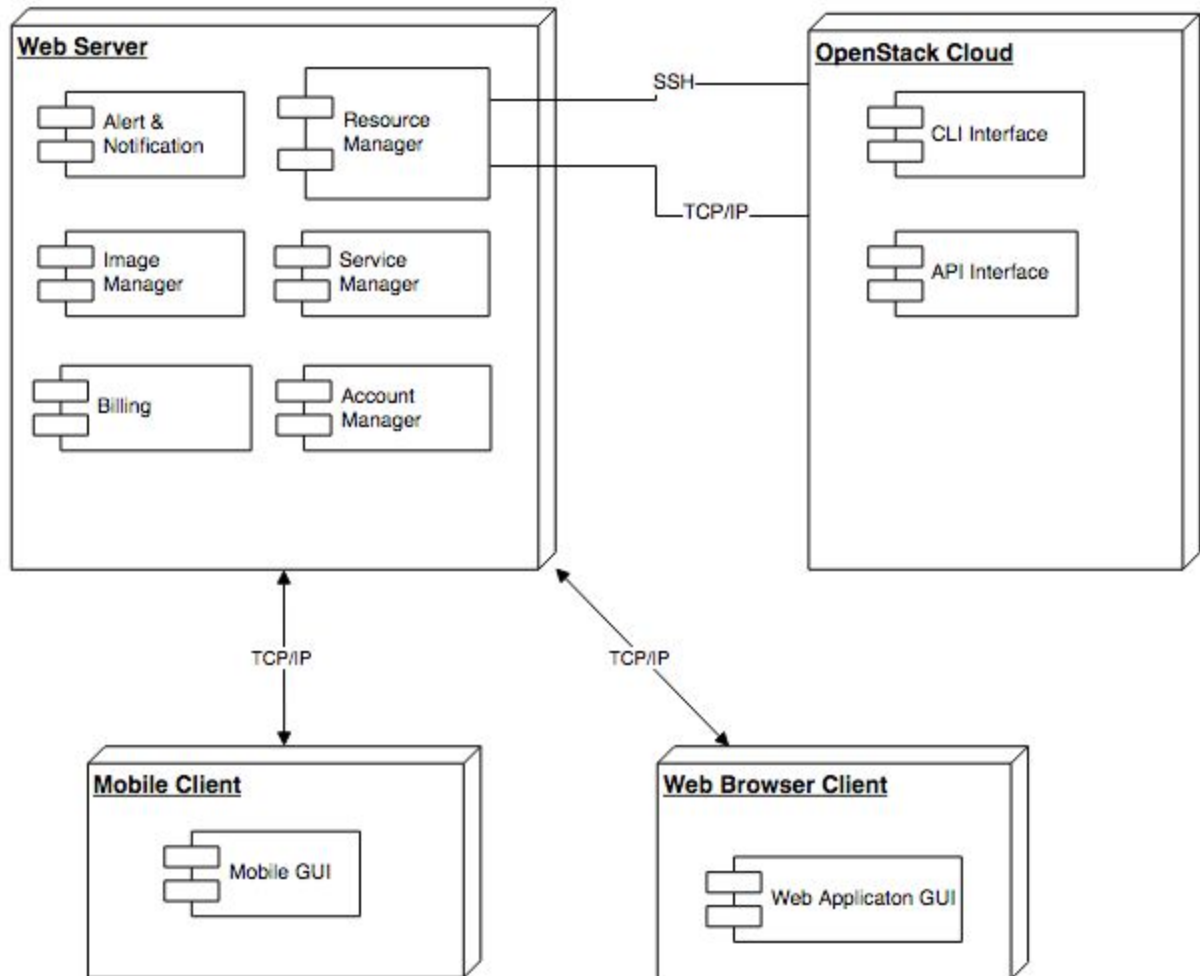 Web Server
Alert &
Notification
Resource
Manager
Image
Manager
Service
Manager
Billing
Account
Manager
SSH
TCP/IP
OpenStack Cloud
CLI Interface
API Interface
TCP/IP
TCP/IP
Mobile Client
Mobile GUI
Web Browser Client
Web Applicaton GUI